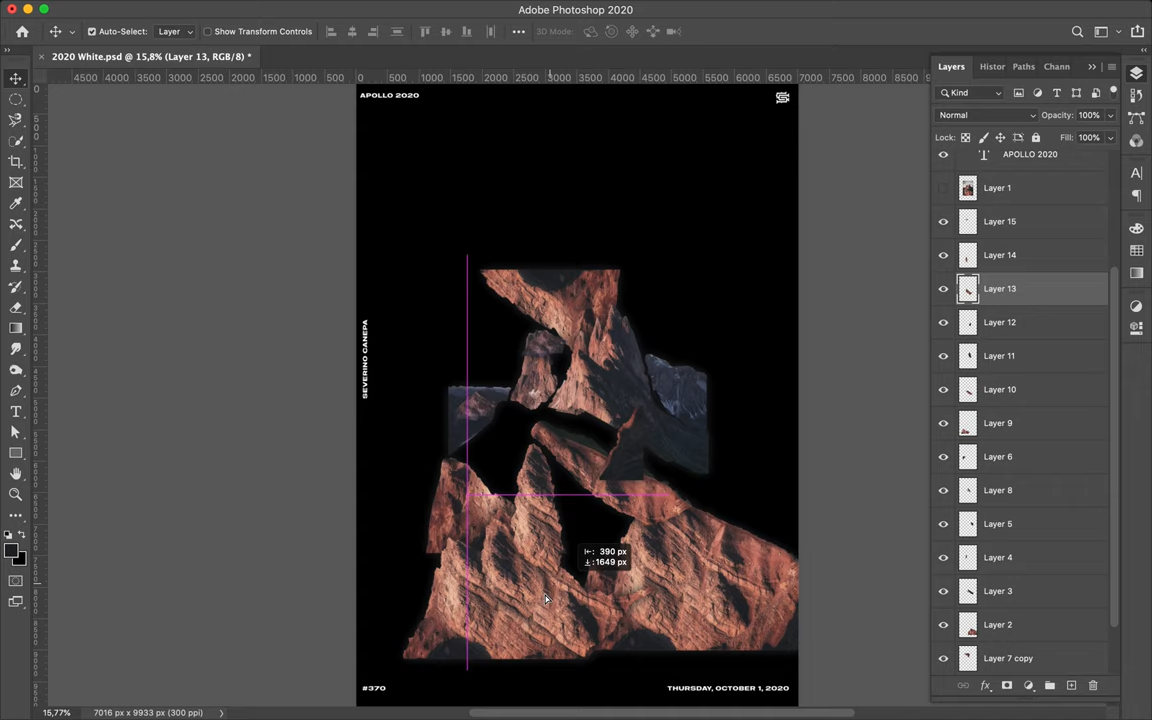 Adobe Photoshop 2020
Auto-Select: Layer Show Transform Controls 3D Mode:
2020 White.psd @ 15,8% (Layer 13, RGB/8) *
4500 4000 3500 3000 2500 2000 1500 1000 500 0 500 1000 1500 2000 2500 3000 3500 4000 4500 5000 5500 6000 6500 7000 7500 8000 8500
Layers Histor Paths Chann
Kind
Normal Opacity: 100%
Lock: Fill: 100%
APOLLO 2020
Layer 1
Layer 15
Layer 14
Layer 13
Layer 12
Layer 11
Layer 10
Layer 9
Layer 6
Layer 8
Layer 5
Layer 4
Layer 3
Layer 2
Layer 7 copy
APOLLO 2020
SEVERINO CANEPA
390 px
1649 px
#370
THURSDAY, OCTOBER 1, 2020
15,77% 7016 px x 9933 px (300 ppi)